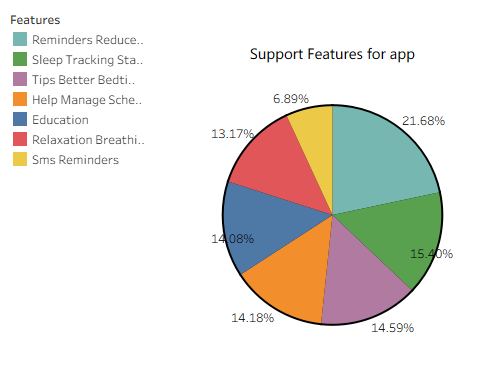 Features
Reminders Reduce..
Sleep Tracking Sta..
Tips Better Bedti..
Help Manage Sche..
Education
Relaxation Breathi..
Sms Reminders
Support Features for app
6.89%
21.68%
13.17%
14.08%
15.40%
14.18%
14.59%